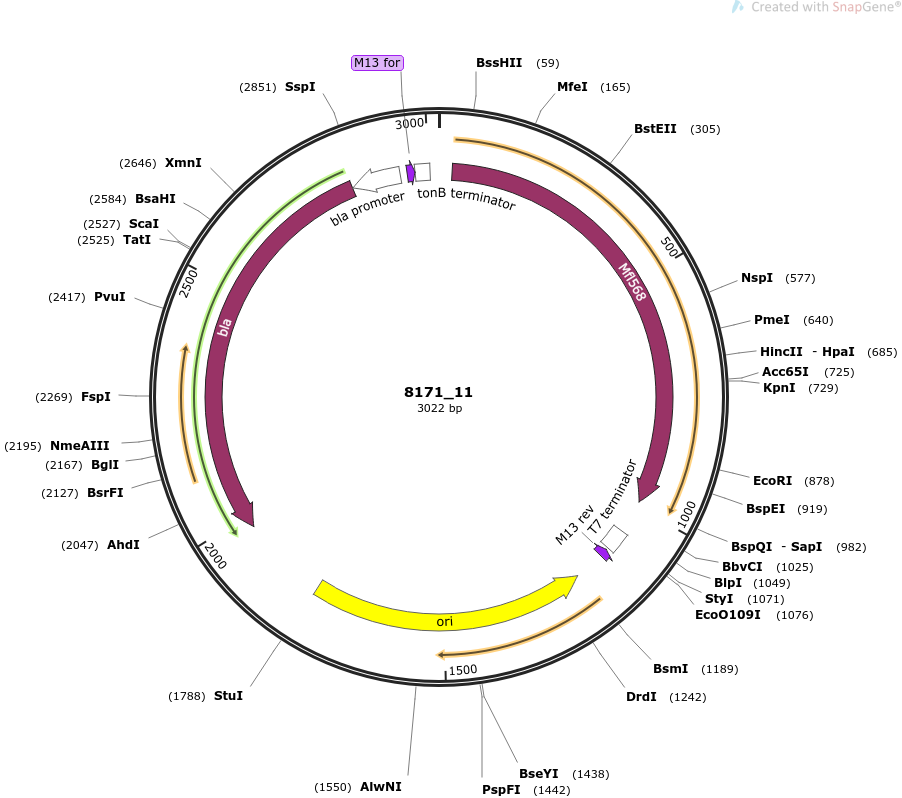 Created with SnapGene®
M13 for
BssHII (59)
(2851) SspI
MfeI (165)
3000
BstEII (305)
(2646) XmnI
tonB terminator
bla promoter
(2584) BsaHI
(2527) ScaI
(2525) TatI
500
Mfl568
NspI (577)
2500
(2417) PvuI
bla
PmeI (640)
HincII - HpaI (685)
Acc65I (725)
KpnI (729)
8171_11
3022 bp
(2269) FspI
(2195) NmeAIII
(2167) BglI
(2127) BsrFI
EcoRI (878)
BspEI (919)
T7 terminator
M13 rev
1000
(2047) AhdI
2000
BspQI - SapI (982)
BbvCI (1025)
BlpI (1049)
StyI (1071)
EcoO109I (1076)
ori
BsmI (1189)
1500
(1788) StuI
DrdI (1242)
BseYI (1438)
(1550) AlwNI
PspFI (1442)